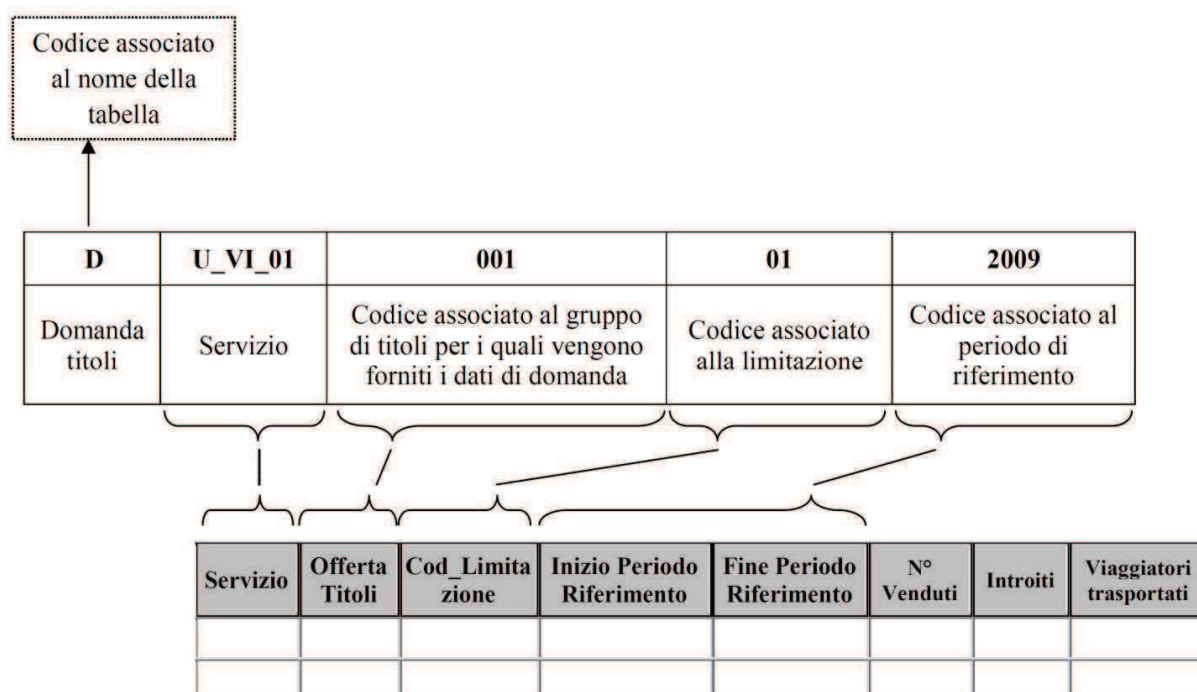 Codice associato
al nome della
tabella
D U_VI_01 001 01 2009
Domanda
titoli
Servizio
Codice associato al gruppo
di titoli per i quali vengono
forniti i dati di domanda
Codice associato
alla limitazione
Codice associato al
periodo di
riferimento
Servizio
Offerta
Titoli
Cod_Limita
zione
Inizio Periodo
Riferimento
Fine Periodo
Riferimento
N°
Venduti
Introiti
Viaggiatori
trasportati